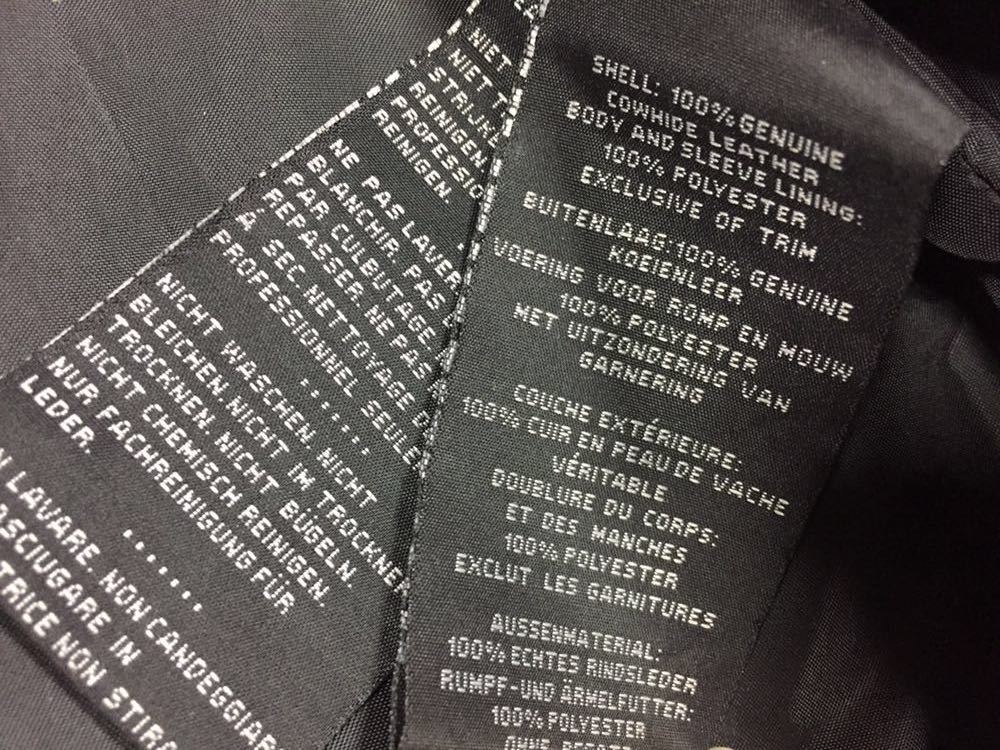 NIET
NIET
STRIJK
REINIGEN
PROFESSIO
REINIGEN.
NE PAS LAVER
BLANCHIR. PAS
PAR CULBUTAGE.
REPASSER. NE PAS
À SEC. NETTOYAGE D
PROFESSIONNEL SEUL
......
NICHT WASCHEN. NICHT
BLEICHEN. NICHT IM TROCKNE
TROCKNEN. NICHT BÜGELN.
NICHT CHEMISCH REINIGEN.
NUR FACHREINIGUNG FÜR
LEDER.
......
N LAVARE. NON CANDEGGIAR
ASCIUGARE IN
TRICE NON STIRA
SHELL: 100% GENUINE
COWHIDE LEATHER
BODY AND SLEEVE LINING:
100% POLYESTER
EXCLUSIVE OF TRIM
BUITENLAAG:100% GENUINE
KOEIENLEER
VOERING VOOR ROMP EN MOUW
100% POLYESTER
MET UITZONDERING VAN
GARNERING
COUCHE EXTÉRIEURE:
100% CUIR EN PEAU DE VACHE
VÉRITABLE
DOUBLURE DU CORPS:
ET DES MANCHES
100% POLYESTER
EXCLUT LES GARNITURES
AUSSENMATERIAL:
100% ECHTES RINDSLEDER
RUMPF-UND ÄRMELFUTTER:
100% POLYESTER
OHNE